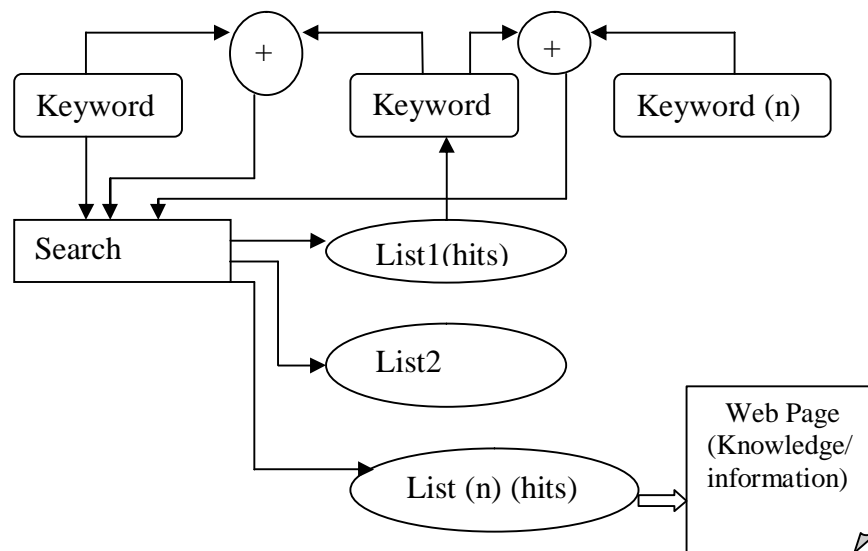 +
+
Keyword
Keyword
Keyword (n)
Search
List1(hits)
List2
Web Page
(Knowledge/
information)
List (n) (hits)